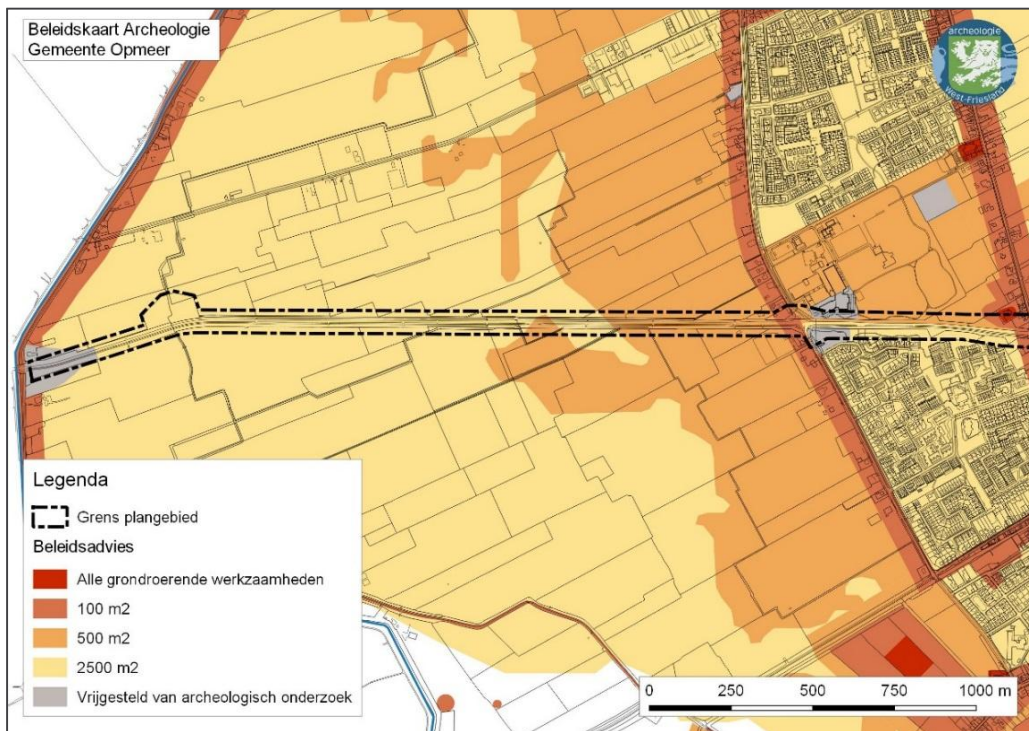 Beleidskaart Archeologie
Gemeente Opmeer
archeologie
West-Friesland
Legenda
Grens plangebied
Beleidsadvies
Alle grondroerende werkzaamheden
100 m2
500 m2
2500 m2
Vrijgesteld van archeologisch onderzoek
0 250 500 750 1000 m